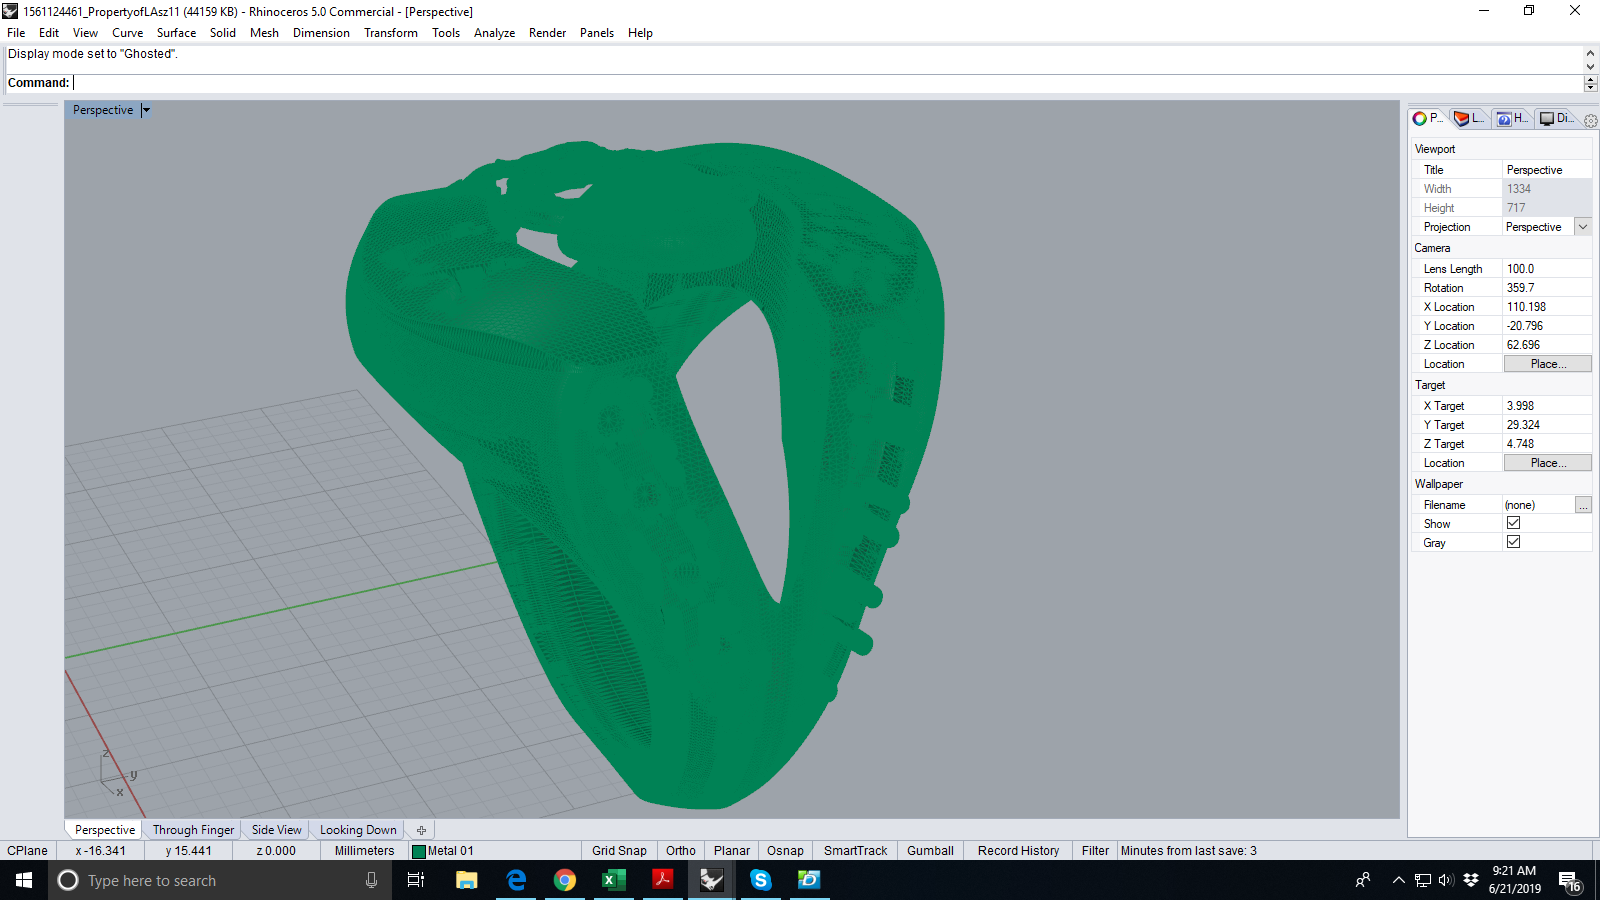 1561124461_PropertyofLAsz11 (44159 KB) - Rhinoceros 5.0 Commercial - [Perspective]
File Edit View Curve Surface Solid Mesh Dimension Transform Tools Analyze Render Panels Help
Display mode set to "Ghosted".
Command:
Perspective
P... L... H... Di...
Viewport
Title Perspective
Width 1334
Height 717
Projection Perspective
Camera
Lens Length 100.0
Rotation 359.7
X Location 110.198
Y Location -20.796
Z Location 62.696
Location Place...
Target
X Target 3.998
Y Target 29.324
Z Target 4.748
Location Place...
Wallpaper
Filename (none) ...
Show
Gray
z
y
x
Perspective Through Finger Side View Looking Down
CPlane x -16.341 y 15.441 z 0.000 Millimeters Metal 01 Grid Snap Ortho Planar Osnap SmartTrack Gumball Record History Filter Minutes from last save: 3
Type here to search
9:21 AM
6/21/2019
16